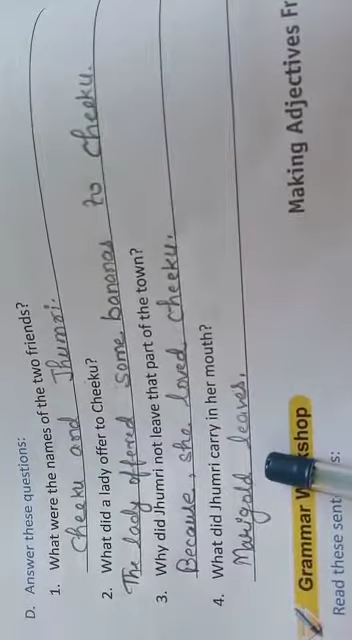 D. Answer these questions:
1. What were the names of the two friends?
Cheeku and Jhumri.
2. What did a lady offer to Cheeku?
The lady offered some bananas to cheeku.
3. Why did Jhumri not leave that part of the town?
Because, she loved cheeku.
4. What did Jhumri carry in her mouth?
Marigold leaves.
Grammar W kshop
Making Adjectives Fr
Read these sent s: